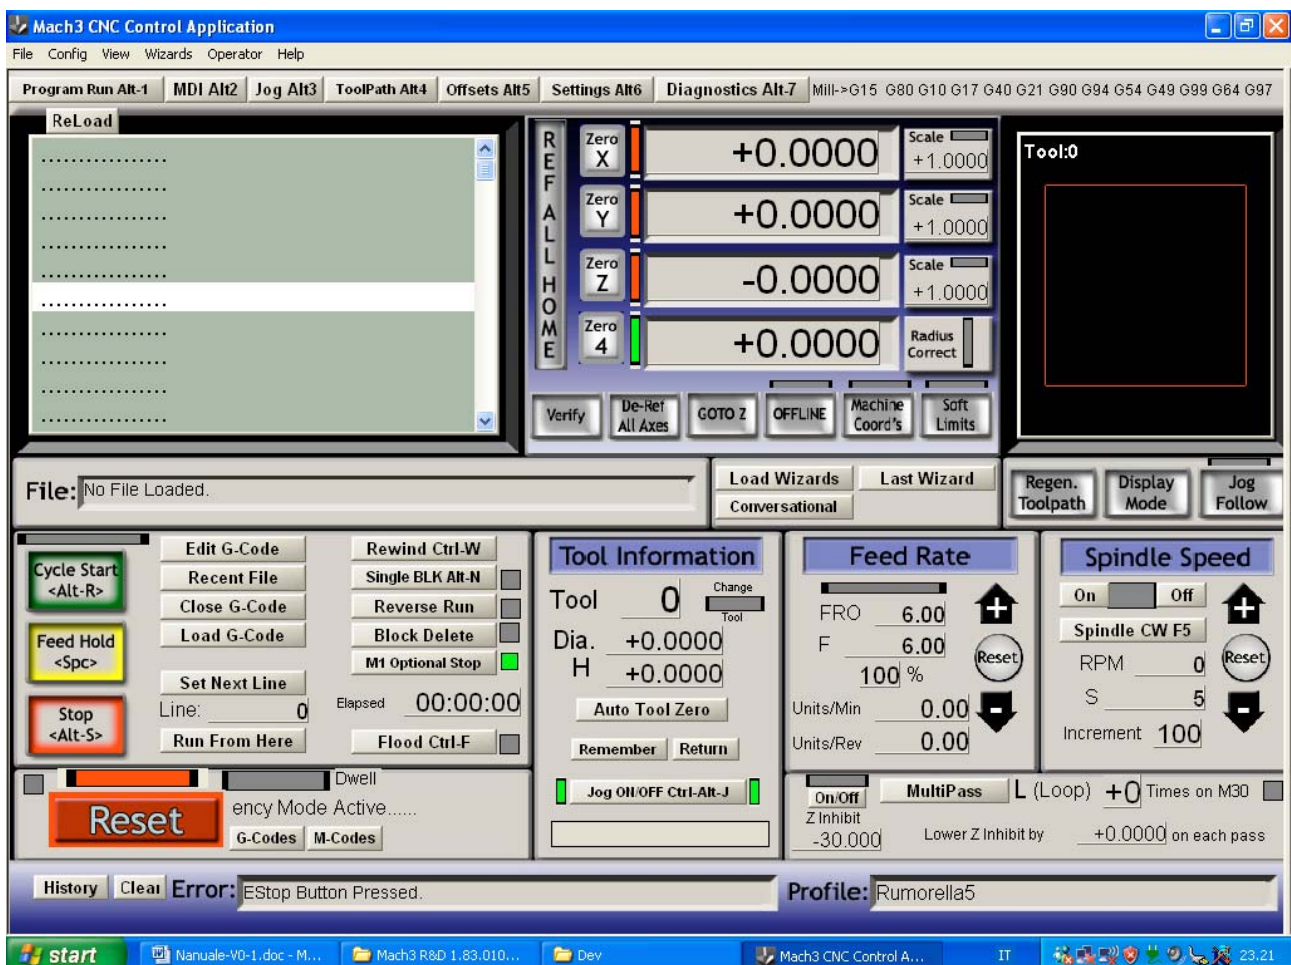 Mach3 CNC Control Application
File Config View Wizards Operator Help
Program Run Alt-1 MDI Alt2 Jog Alt3 ToolPath Alt4 Offsets Alt5 Settings Alt6 Diagnostics Alt-7 Mill->G15 G80 G10 G17 G40 G21 G90 G94 G54 G49 G99 G64 G97
ReLoad
.................
.................
.................
.................
.................
.................
.................
.................
.................
.................
REF ALL HOME
Zero X +0.0000 Scale +1.0000
Zero Y +0.0000 Scale +1.0000
Zero Z -0.0000 Scale +1.0000
Zero 4 +0.0000 Radius Correct
Verify De-Ref All Axes GOTO Z OFFLINE Machine Coord's Soft Limits
Tool:0
File: No File Loaded.
Load Wizards Last Wizard
Conversational
Regen. Toolpath Display Mode Jog Follow
Cycle Start <Alt-R>
Feed Hold <Spc>
Stop <Alt-S>
Edit G-Code
Recent File
Close G-Code
Load G-Code
Set Next Line
Line: 0
Run From Here
Rewind Ctrl-W
Single BLK Alt-N
Reverse Run
Block Delete
M1 Optional Stop
Elapsed 00:00:00
Flood Ctrl-F
Dwell
Reset
ency Mode Active......
G-Codes M-Codes
Tool Information
Tool 0 Change Tool
Dia. +0.0000
H +0.0000
Auto Tool Zero
Remember Return
Jog ON/OFF Ctrl-Alt-J
Feed Rate
FRO 6.00
F 6.00
100 %
Reset
Units/Min 0.00
Units/Rev 0.00
Spindle Speed
On Off
Spindle CW F5
RPM 0
Reset
S 5
Increment 100
On/Off
Z Inhibit
-30.000
MultiPass L (Loop) +0 Times on M30
Lower Z Inhibit by +0.0000 on each pass
History Clear Error: EStop Button Pressed. Profile: Rumorella5
start Nanuale-V0-1.doc - M... Mach3 R&D 1.83.010... Dev Mach3 CNC Control A... IT 23.21